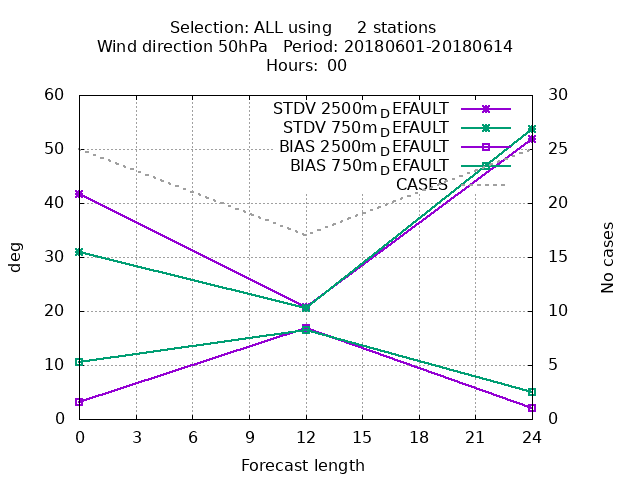 Selection: ALL using     2 stations
Wind direction 50hPa   Period: 20180601-20180614
Hours:  00
60
50
40
30
20
10
0
deg
30
25
20
15
10
5
0
No cases
STDV 2500m_DEFAULT
STDV 750m_DEFAULT
BIAS 2500m_DEFAULT
BIAS 750m_DEFAULT
CASES
0 3 6 9 12 15 18 21 24
Forecast length